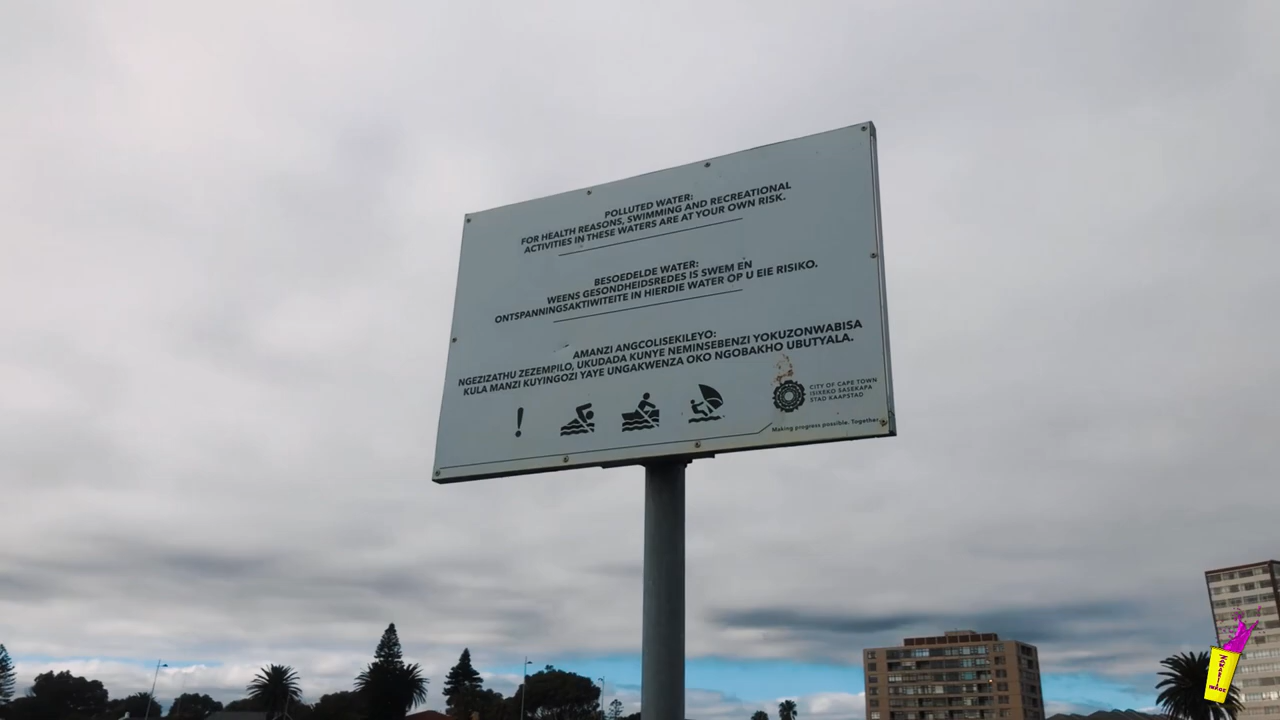 POLLUTED WATER:
FOR HEALTH REASONS, SWIMMING AND RECREATIONAL
ACTIVITIES IN THESE WATERS ARE AT YOUR OWN RISK.
BESOEDELDE WATER:
WEENS GESONDHEIDSREDES IS SWEM EN
ONTSPANNINGSAKTIWITEITE IN HIERDIE WATER OP U EIE RISIKO.
AMANZI ANGCOLISEKILEYO:
NGEZIZATHU ZEZEMPILO, UKUDADA KUNYE NEMINSEBENZI YOKUZONWABISA
KULA MANZI KUYINGOZI YAYE UNGAKWENZA OKO NGOBAKHO UBUTYALA.
!
CITY OF CAPE TOWN
ISIXEKO SASEKAPA
STAD KAAPSTAD
Making progress possible. Together.